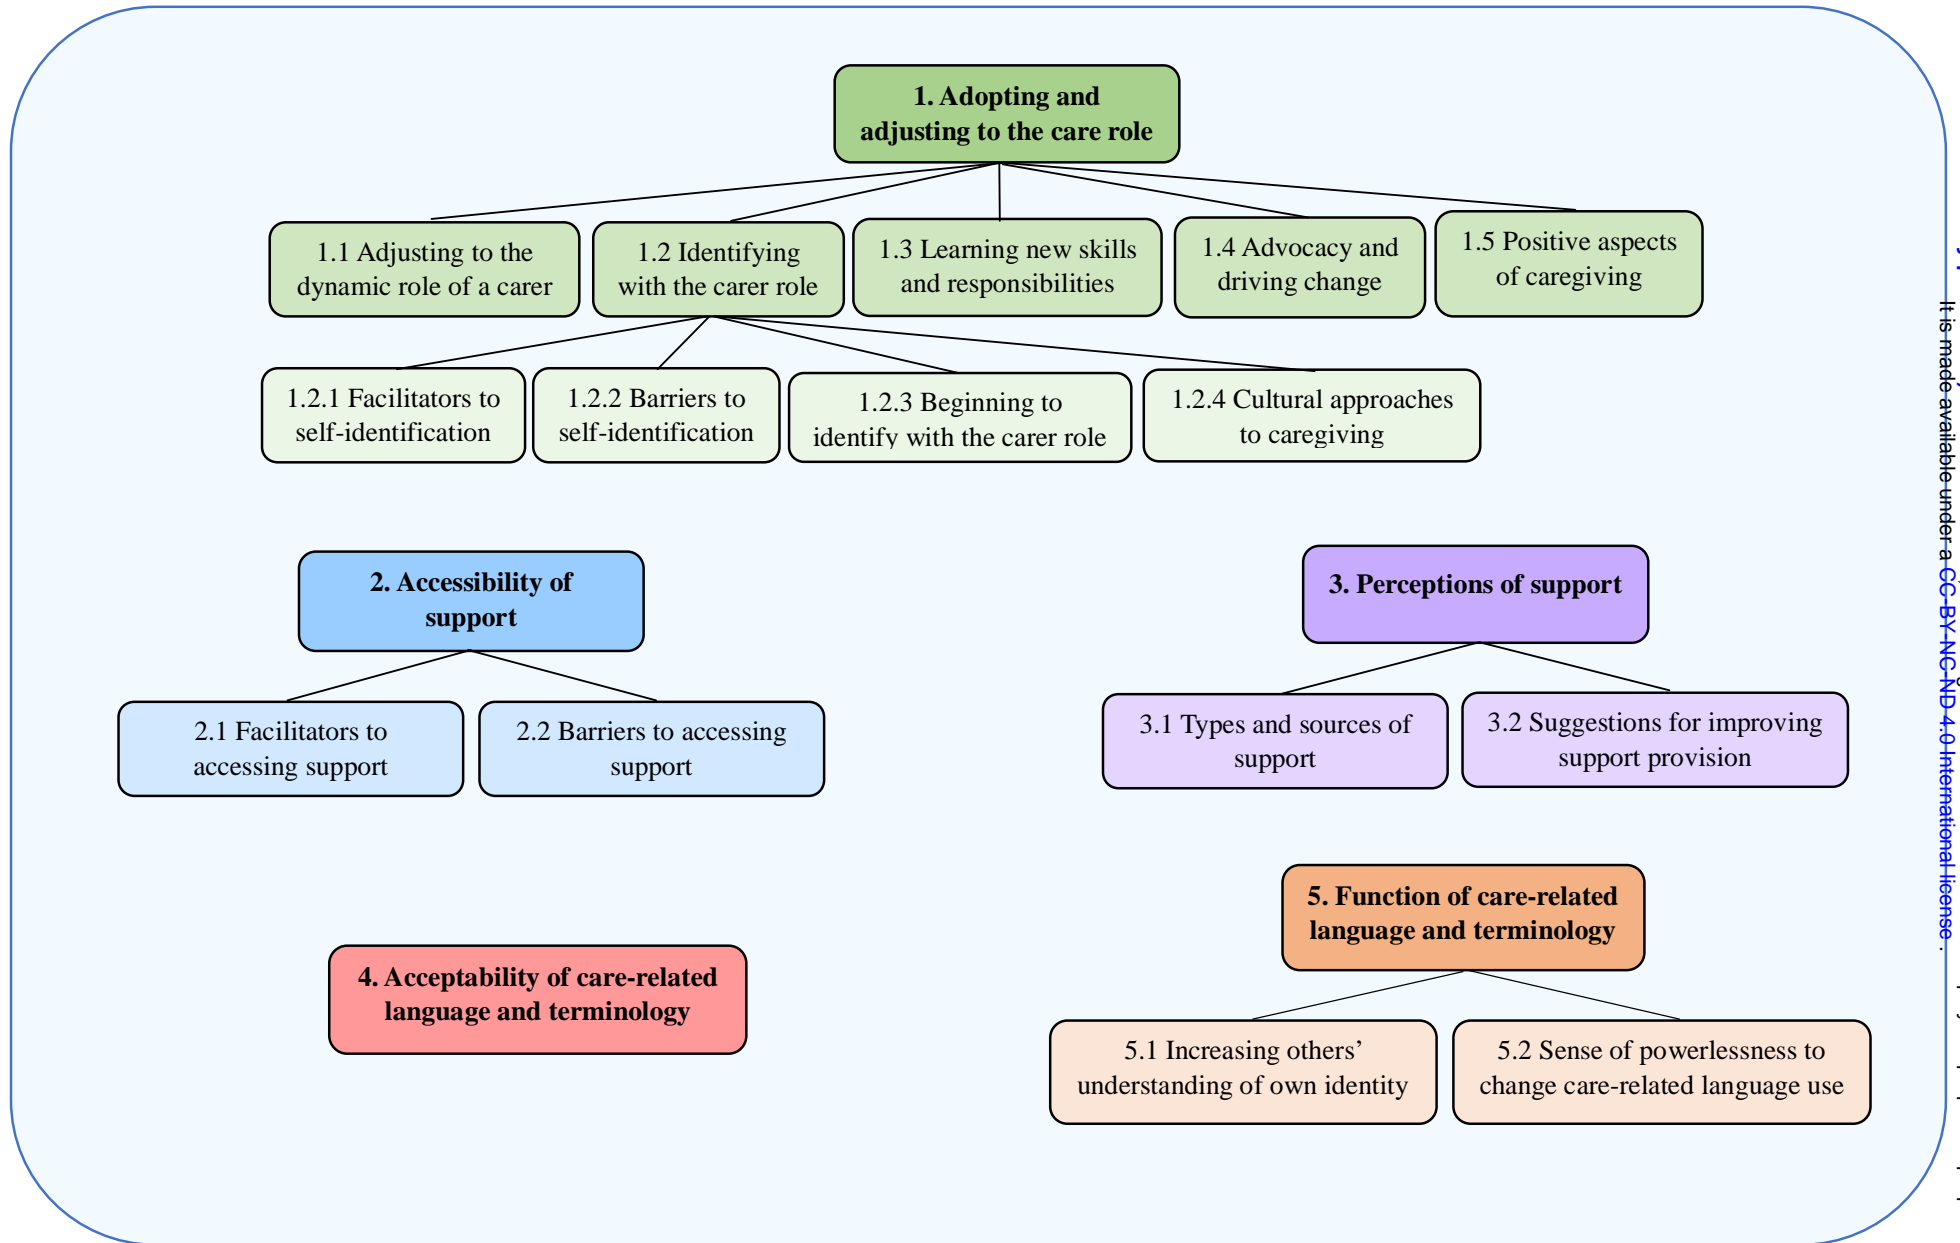 1. Adopting and
adjusting to the care role
1.1 Adjusting to the
dynamic role of a carer
1.2 Identifying
with the carer role
1.3 Learning new skills
and responsibilities
1.4 Advocacy and
driving change
1.5 Positive aspects
of caregiving
1.2.1 Facilitators to
self-identification
1.2.2 Barriers to
self-identification
1.2.3 Beginning to
identify with the carer role
1.2.4 Cultural approaches
to caregiving
2. Accessibility of
support
3. Perceptions of support
2.1 Facilitators to
accessing support
2.2 Barriers to accessing
support
3.1 Types and sources of
support
3.2 Suggestions for improving
support provision
4. Acceptability of care-related
language and terminology
5. Function of care-related
language and terminology
5.1 Increasing others’
understanding of own identity
5.2 Sense of powerlessness to
change care-related language use
It is made available under a CC-BY-NC-ND 4.0 International license .